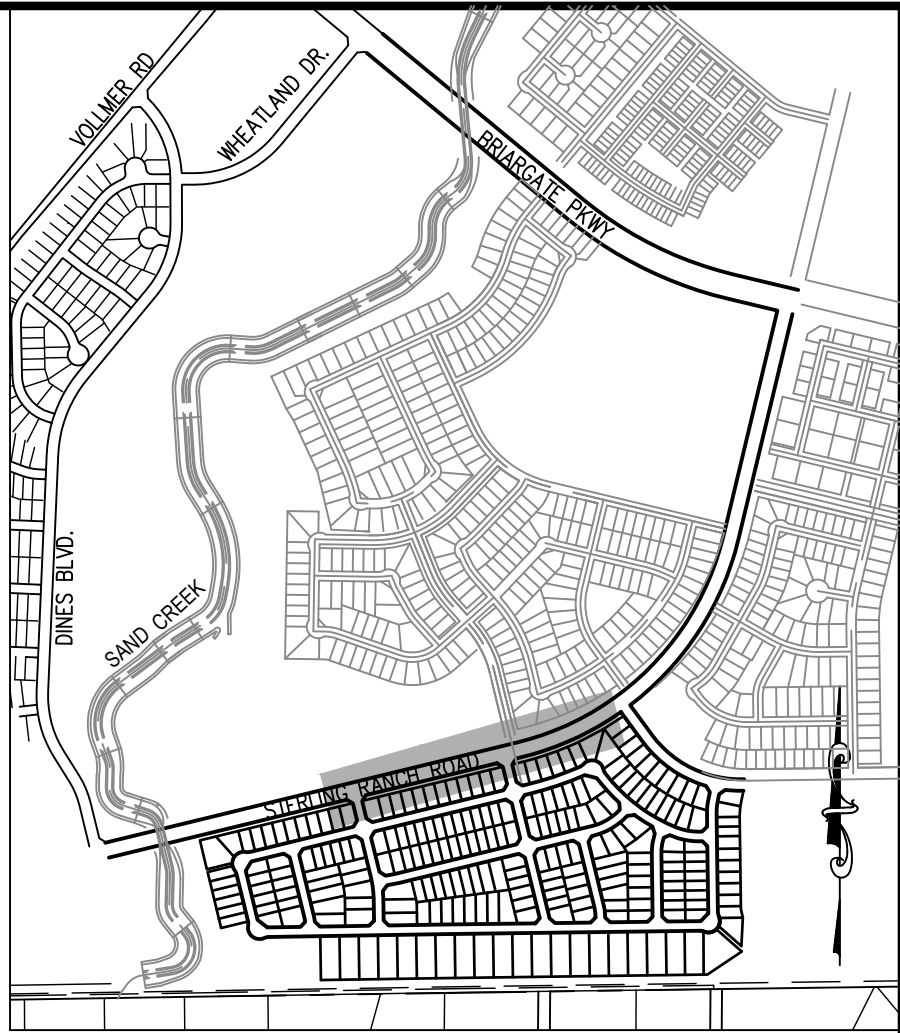 VOLLMER RD
WHEATLAND DR.
BRIARGATE PKWY
DINES BLVD.
SAND CREEK
STERLING RANCH ROAD